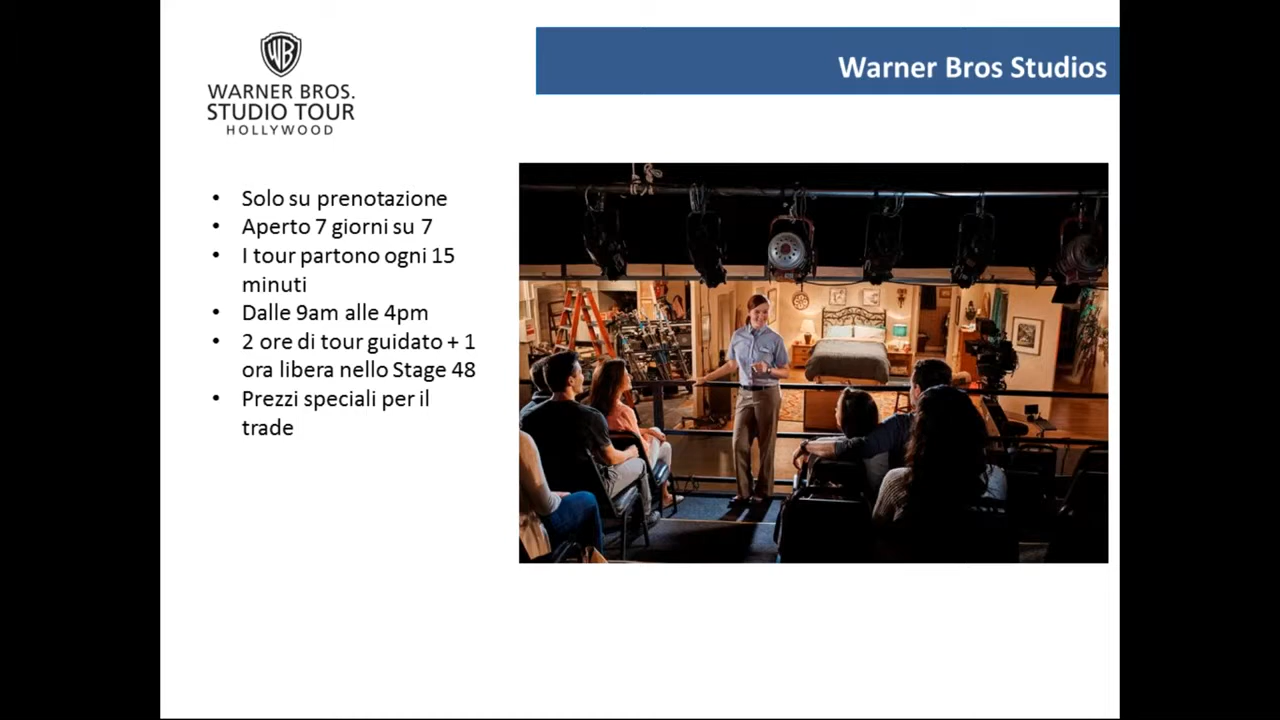 WB
WARNER BROS.
STUDIO TOUR
HOLLYWOOD
Warner Bros Studios
• Solo su prenotazione
• Aperto 7 giorni su 7
• I tour partono ogni 15
minuti
• Dalle 9am alle 4pm
• 2 ore di tour guidato + 1
ora libera nello Stage 48
• Prezzi speciali per il
trade